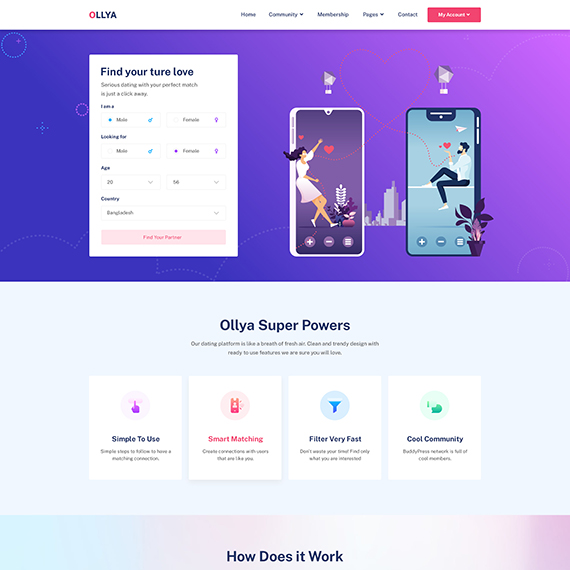 OLLYA
Home Community Membership Pages Contact My Account
Find your ture love
Serious dating with your perfect match
is just a click away.
I am a
Male Female
Looking for
Male Female
Age
20 56
Country
Bangladesh
Find Your Partner
Ollya Super Powers
Our dating platform is like a breath of fresh air. Clean and trendy design with
ready to use features we are sure you will love.
Simple To Use
Simple steps to follow to have a
matching connection.
Smart Matching
Create connections with users
that are like you.
Filter Very Fast
Don't waste your time! Find only
what you are interested
Cool Community
BuddyPress network is full of
cool members.
How Does it Work